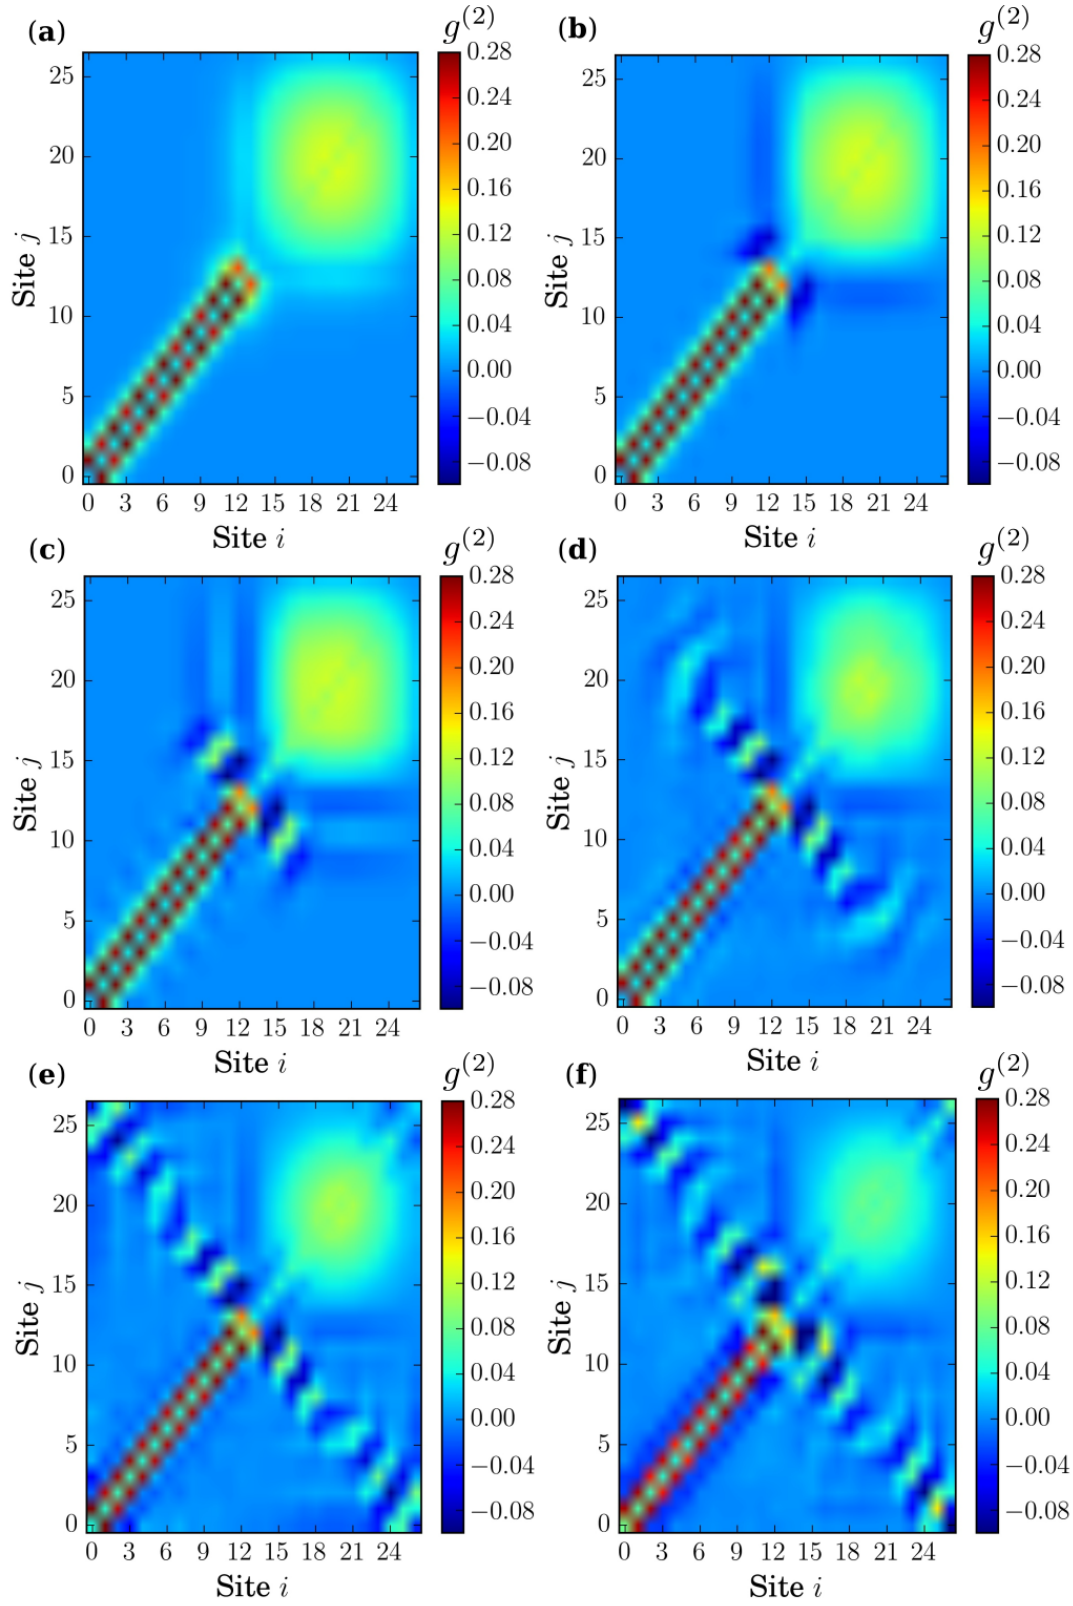 (a) g(2) (b) g(2)
25 0.28 25 0.28
0.24 0.24
20 0.20 20 0.20
0.16 0.16
15 0.12 15 0.12
Site j 0.08 Site j 0.08
10 0.04 10 0.04
0.00 0.00
5 −0.04 5 −0.04
0 −0.08 0 −0.08
0 3 6 9 12 15 18 21 24 0 3 6 9 12 15 18 21 24
Site i Site i
(c) g(2) (d) g(2)
25 0.28 25 0.28
0.24 0.24
20 0.20 20 0.20
0.16 0.16
15 0.12 15 0.12
Site j 0.08 Site j 0.08
10 0.04 10 0.04
0.00 0.00
5 −0.04 5 −0.04
0 −0.08 0 −0.08
0 3 6 9 12 15 18 21 24 0 3 6 9 12 15 18 21 24
Site i Site i
(e) g(2) (f) g(2)
25 0.28 25 0.28
0.24 0.24
20 0.20 20 0.20
0.16 0.16
15 0.12 15 0.12
Site j 0.08 Site j 0.08
10 0.04 10 0.04
0.00 0.00
5 −0.04 5 −0.04
0 −0.08 0 −0.08
0 3 6 9 12 15 18 21 24 0 3 6 9 12 15 18 21 24
Site i Site i